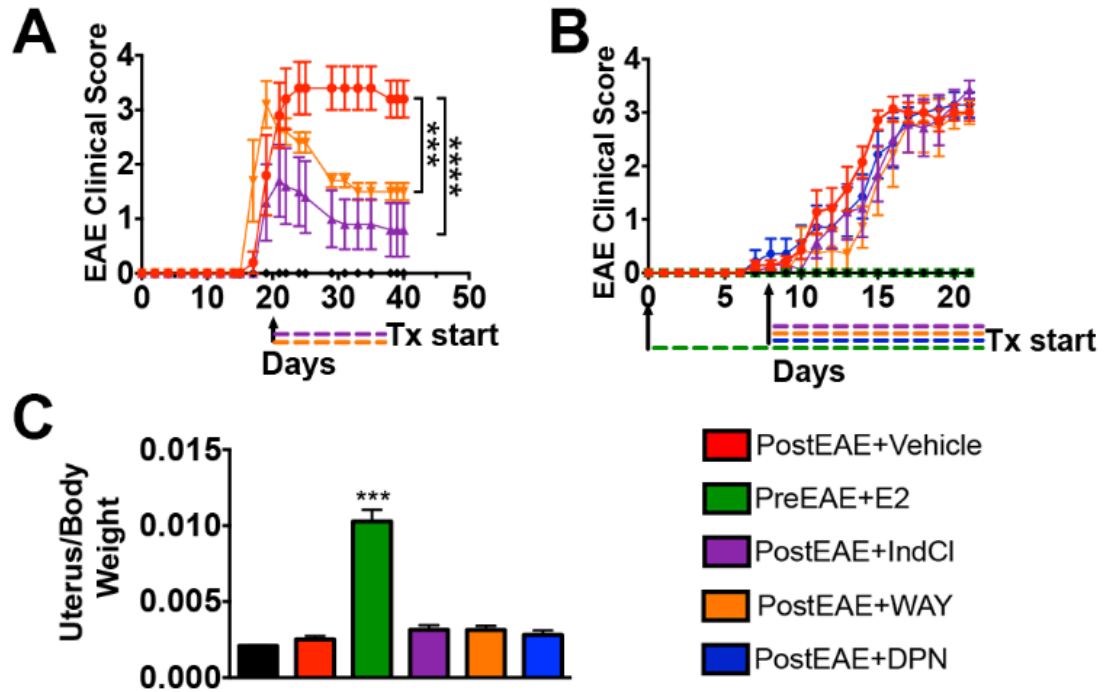 A
EAE Clinical Score
4
3
2
1
0
0 10 20 30 40 50
***
****
Tx start
Days
B
EAE Clinical Score
4
3
2
1
0
0 5 10 15 20
Tx start
Days
C
Uterus/Body
Weight
0.015
0.010
0.005
0.000
***
PostEAE+Vehicle
PreEAE+E2
PostEAE+IndCl
PostEAE+WAY
PostEAE+DPN